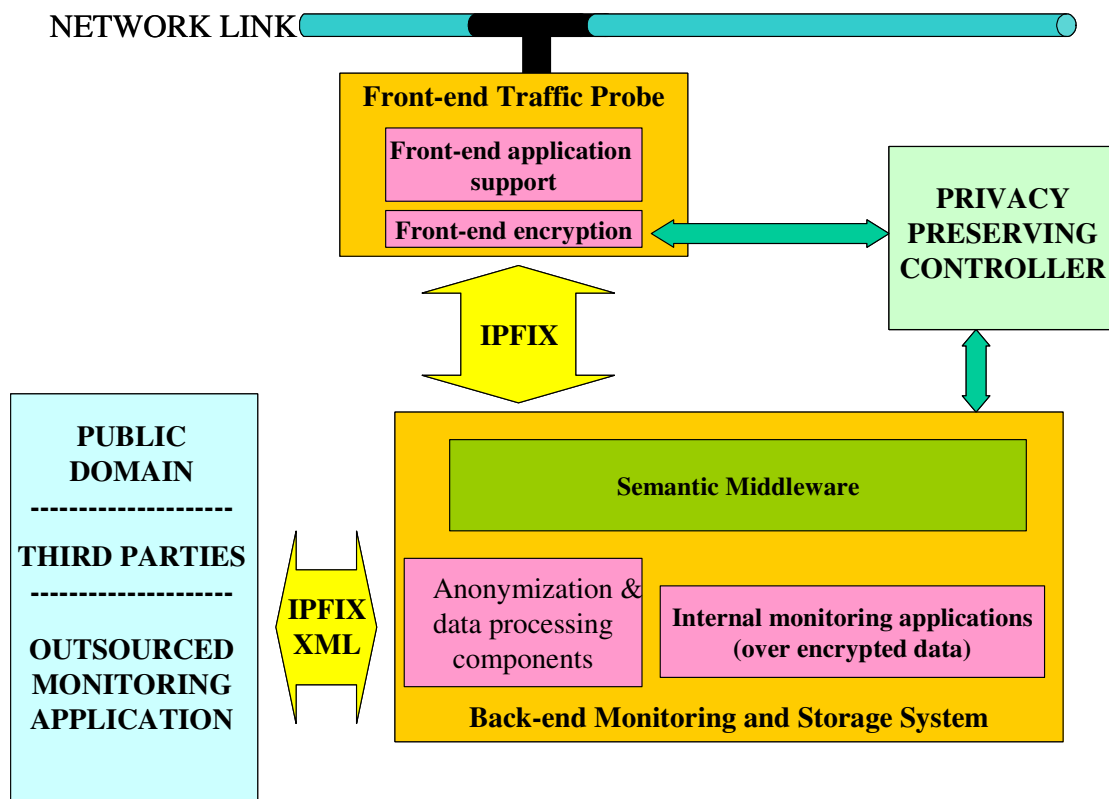 NETWORK LINK
Front-end Traffic Probe
Front-end application
support
Front-end encryption
PRIVACY
PRESERVING
CONTROLLER
IPFIX
PUBLIC
DOMAIN
---------------------
THIRD PARTIES
---------------------
OUTSOURCED
MONITORING
APPLICATION
IPFIX
XML
Semantic Middleware
Anonymization &
data processing
components
Internal monitoring applications
(over encrypted data)
Back-end Monitoring and Storage System